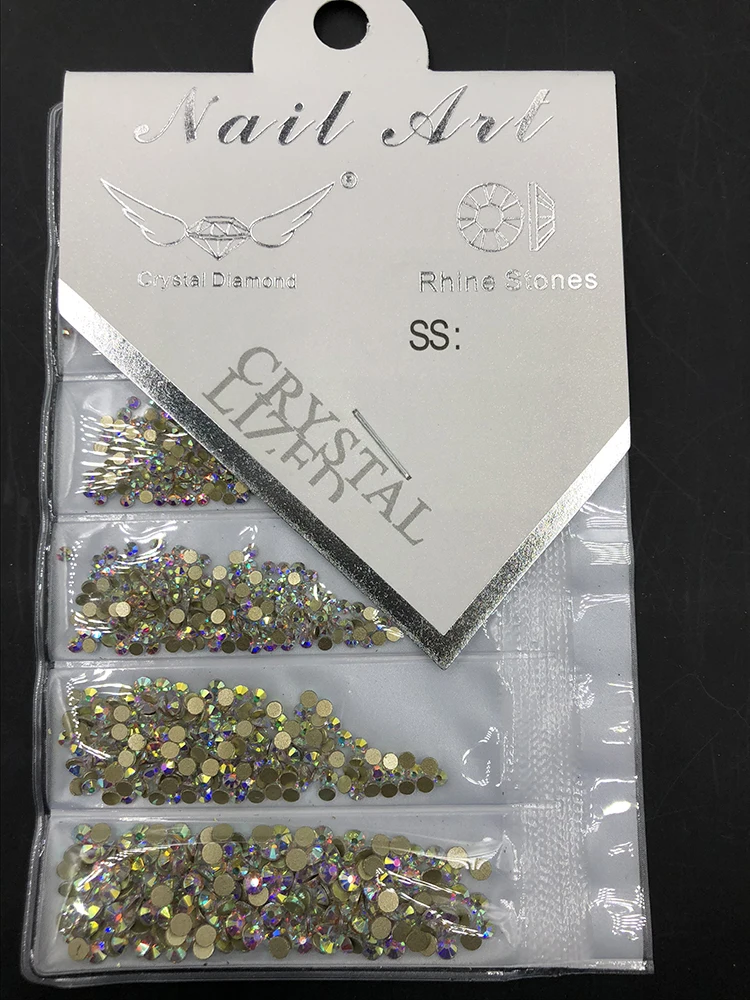 Nail Art
®
Crystal Diamond
Rhine Stones
SS:
CRYSTAL
LIZED